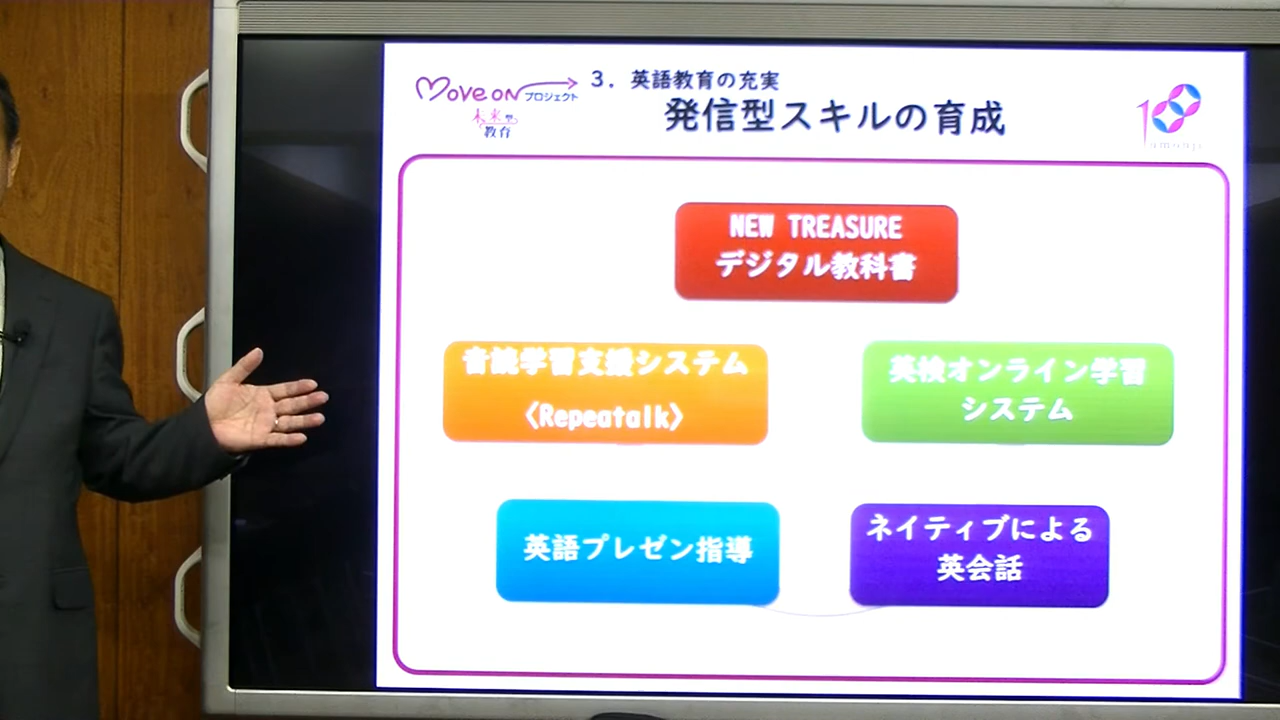 Move on プロジェクト
未来型
教育
3．英語教育の充実
発信型スキルの育成
NEW TREASURE
デジタル教科書
音読学習支援システム
〈Repeatalk〉
英検オンライン学習
システム
英語プレゼン指導
ネイティブによる
英会話